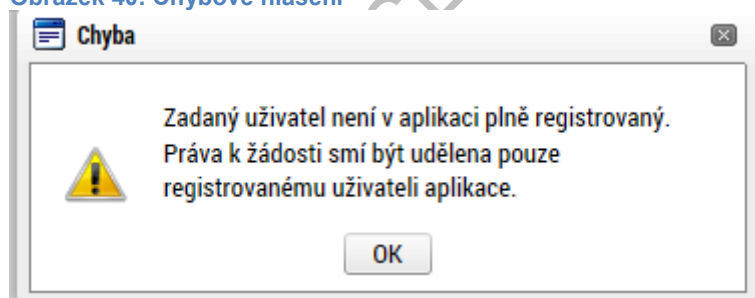 Obrázek 40: Chybové hlášení
Chyba
Zadaný uživatel není v aplikaci plně registrovaný.
Práva k žádosti smí být udělena pouze
registrovanému uživateli aplikace.
OK